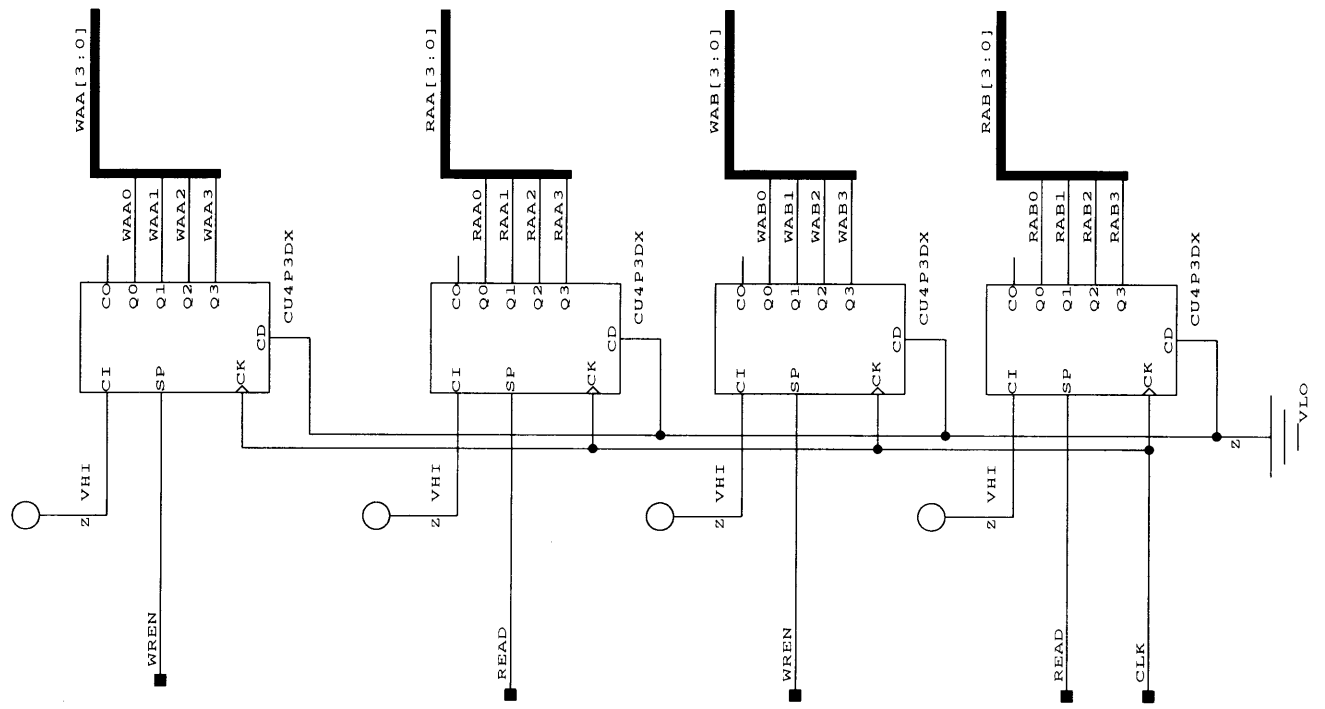 WAA[3:0]
RAA[3:0]
WAB[3:0]
RAB[3:0]
WAA0
WAA1
WAA2
WAA3
RAA0
RAA1
RAA2
RAA3
WAB0
WAB1
WAB2
WAB3
RAB0
RAB1
RAB2
RAB3
CO
Q0
Q1
Q2
Q3
CD
CU4P3DX
CI
SP
CK
CO
Q0
Q1
Q2
Q3
CD
CU4P3DX
CI
SP
CK
CO
Q0
Q1
Q2
Q3
CD
CU4P3DX
CI
SP
CK
CO
Q0
Q1
Q2
Q3
CD
CU4P3DX
CI
SP
CK
Z
VLO
VHI
Z
VHI
Z
VHI
Z
VHI
Z
WREN
READ
WREN
READ
CLK